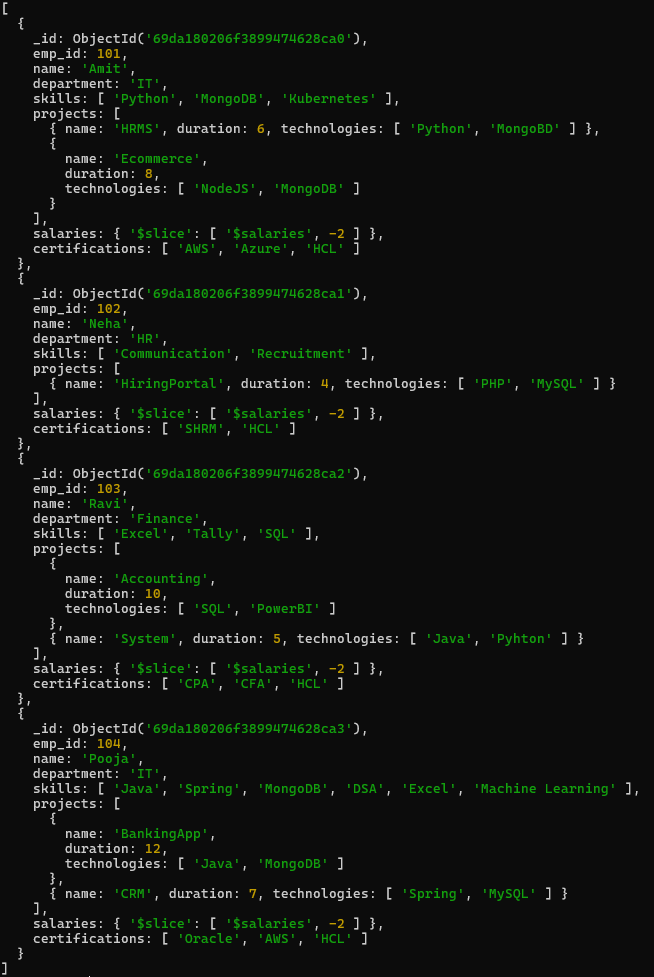 [
  {
    _id: ObjectId('69da180206f3899474628ca0'),
    emp_id: 101,
    name: 'Amit',
    department: 'IT',
    skills: [ 'Python', 'MongoDB', 'Kubernetes' ],
    projects: [
      { name: 'HRMS', duration: 6, technologies: [ 'Python', 'MongoBD' ] },
      {
        name: 'Ecommerce',
        duration: 8,
        technologies: [ 'NodeJS', 'MongoDB' ]
      }
    ],
    salaries: { '$slice': [ '$salaries', -2 ] },
    certifications: [ 'AWS', 'Azure', 'HCL' ]
  },
  {
    _id: ObjectId('69da180206f3899474628ca1'),
    emp_id: 102,
    name: 'Neha',
    department: 'HR',
    skills: [ 'Communication', 'Recruitment' ],
    projects: [
      { name: 'HiringPortal', duration: 4, technologies: [ 'PHP', 'MySQL' ] }
    ],
    salaries: { '$slice': [ '$salaries', -2 ] },
    certifications: [ 'SHRM', 'HCL' ]
  },
  {
    _id: ObjectId('69da180206f3899474628ca2'),
    emp_id: 103,
    name: 'Ravi',
    department: 'Finance',
    skills: [ 'Excel', 'Tally', 'SQL' ],
    projects: [
      {
        name: 'Accounting',
        duration: 10,
        technologies: [ 'SQL', 'PowerBI' ]
      },
      { name: 'System', duration: 5, technologies: [ 'Java', 'Pyhton' ] }
    ],
    salaries: { '$slice': [ '$salaries', -2 ] },
    certifications: [ 'CPA', 'CFA', 'HCL' ]
  },
  {
    _id: ObjectId('69da180206f3899474628ca3'),
    emp_id: 104,
    name: 'Pooja',
    department: 'IT',
    skills: [ 'Java', 'Spring', 'MongoDB', 'DSA', 'Excel', 'Machine Learning' ],
    projects: [
      {
        name: 'BankingApp',
        duration: 12,
        technologies: [ 'Java', 'MongoDB' ]
      },
      { name: 'CRM', duration: 7, technologies: [ 'Spring', 'MySQL' ] }
    ],
    salaries: { '$slice': [ '$salaries', -2 ] },
    certifications: [ 'Oracle', 'AWS', 'HCL' ]
  }
]